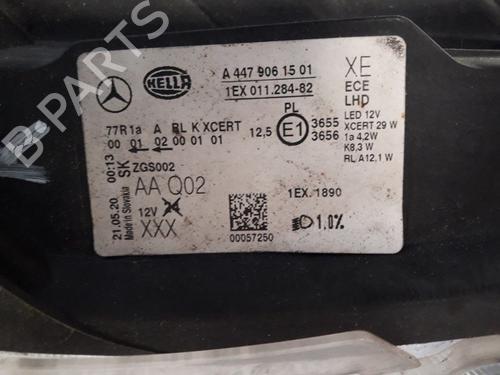 HELLA
A 447 906 15 01
1EX 011.284-82
XE
ECE
LHD
LED 12V
XCERT 29 W
1a 4,2W
K8,3 W
RL A12,1 W
77R1a A RL K XCERT
00 01 02 00 01 01
PL
12,5 E1 3655
3656
ZGS002
AA Q02
12V
XXX
21.05.20 00:13
Made in Slovakia SK
00057250
1EX. 1890
1,0%
B-Parts